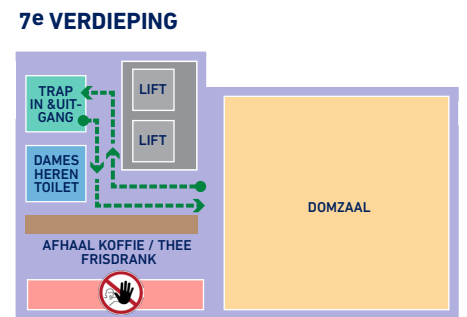 7e VERDIEPING
TRAP
IN &UIT-
GANG
LIFT
LIFT
DAMES
HEREN
TOILET
DOMZAAL
AFHAAL KOFFIE / THEE
FRISDRANK